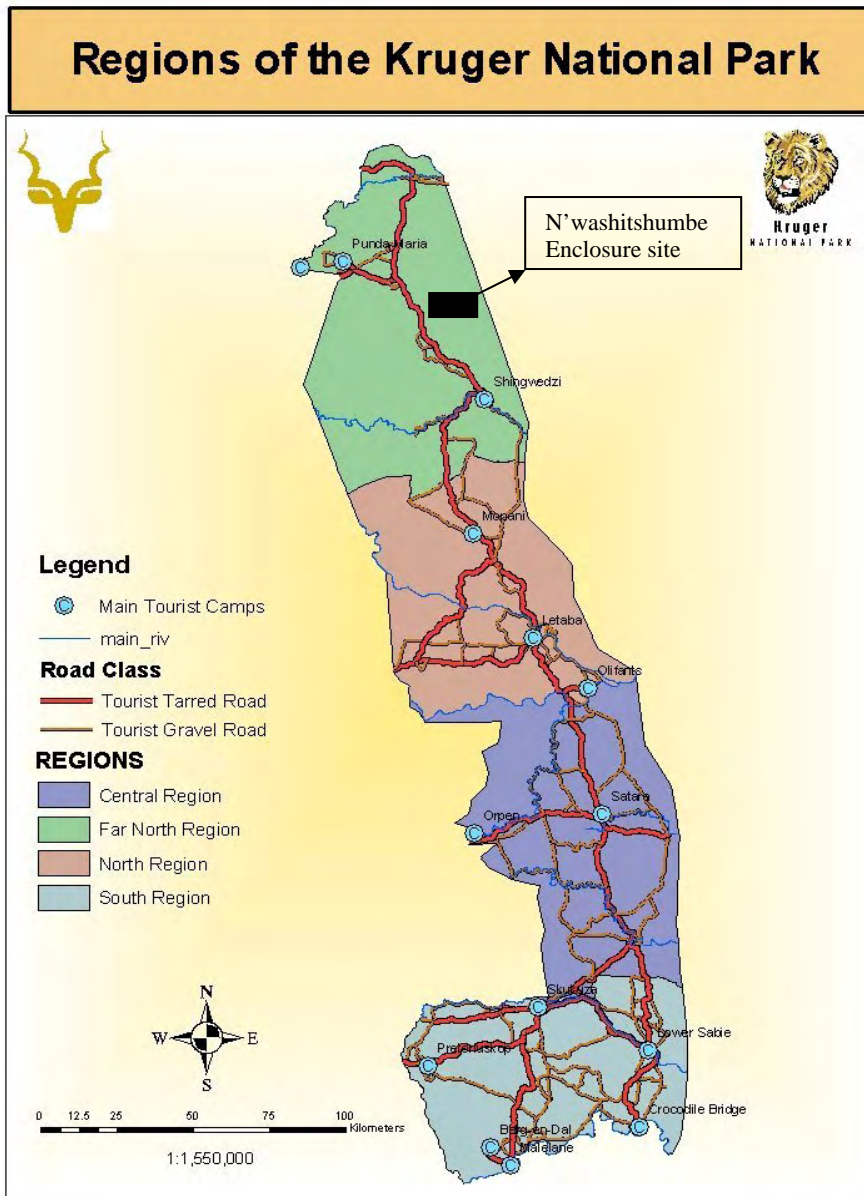 Regions of the Kruger National Park
Kruger
NATIONAL PARK
N'washitshumbe
Enclosure site
Punda Maria
Shingwedzi
Mopani
Letaba
Olifants
Satara
Orpen
Skukuza
Lower Sabie
Pretoriuskop
Crocodile Bridge
Berg-en-Dal
Malelane
Legend
Main Tourist Camps
main_riv
Road Class
Tourist Tarred Road
Tourist Gravel Road
REGIONS
Central Region
Far North Region
North Region
South Region
N
W E
S
0 12.5 25 50 75 100
Kilometers
1:1,550,000